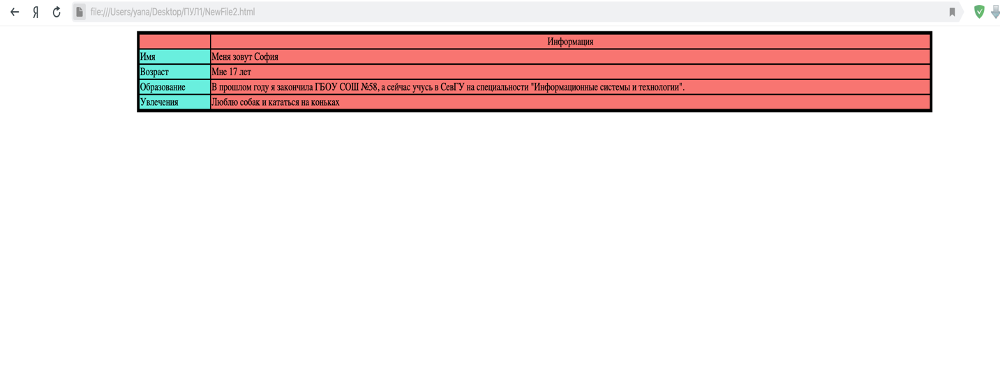 Я file:///Users/yana/Desktop/ПУЛ1/NewFile2.html
Информация
Имя Меня зовут София
Возраст Мне 17 лет
Образование В прошлом году я закончила ГБОУ СОШ №58, а сейчас учусь в СевГУ на специальности "Информационные системы и технологии".
Увлечения Люблю собак и кататься на коньках